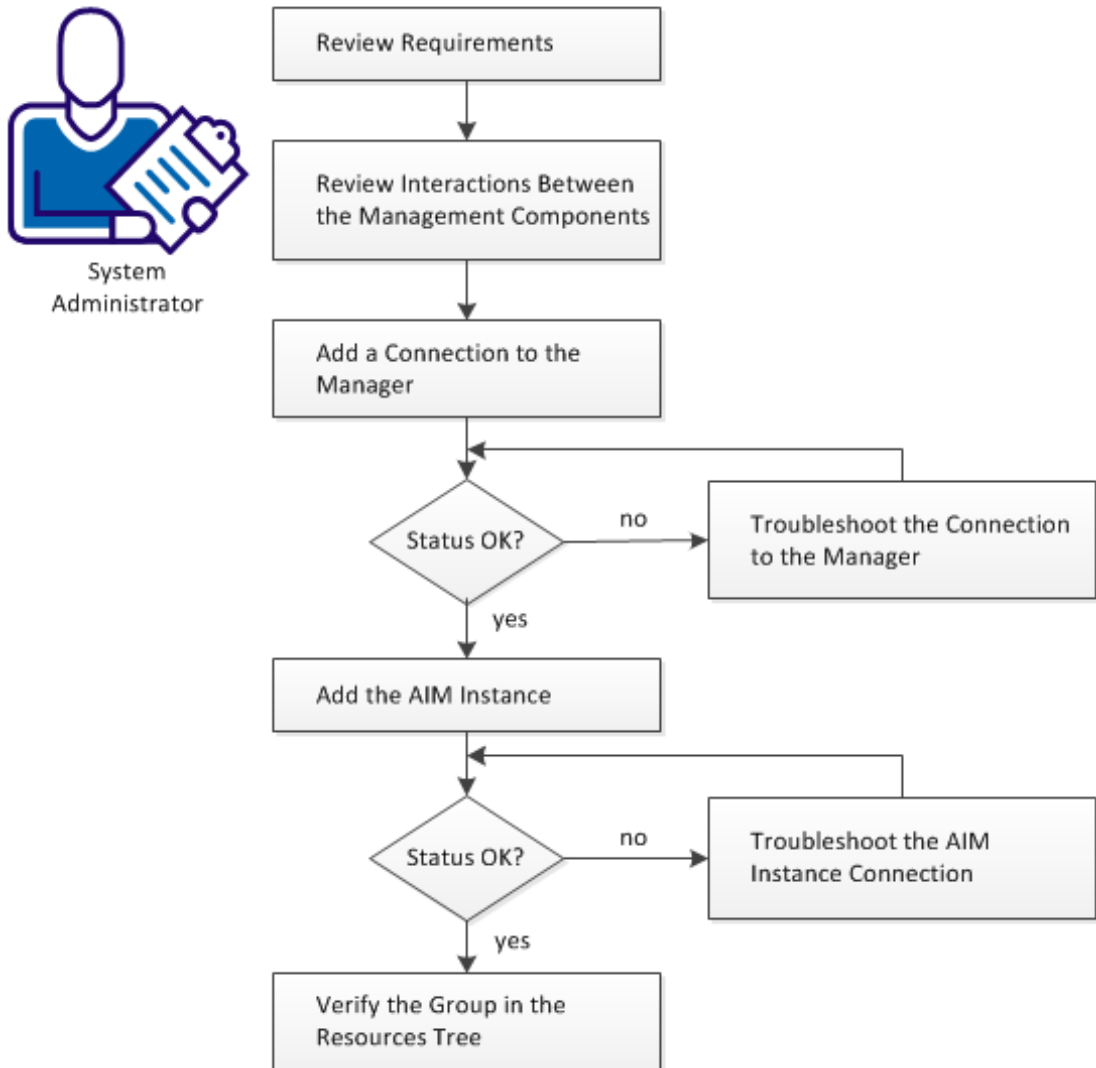 Review Requirements
System
Administrator
Review Interactions Between
the Management Components
Add a Connection to the
Manager
Status OK?
no
Troubleshoot the Connection
to the Manager
yes
Add the AIM Instance
Status OK?
no
Troubleshoot the AIM
Instance Connection
yes
Verify the Group in the
Resources Tree